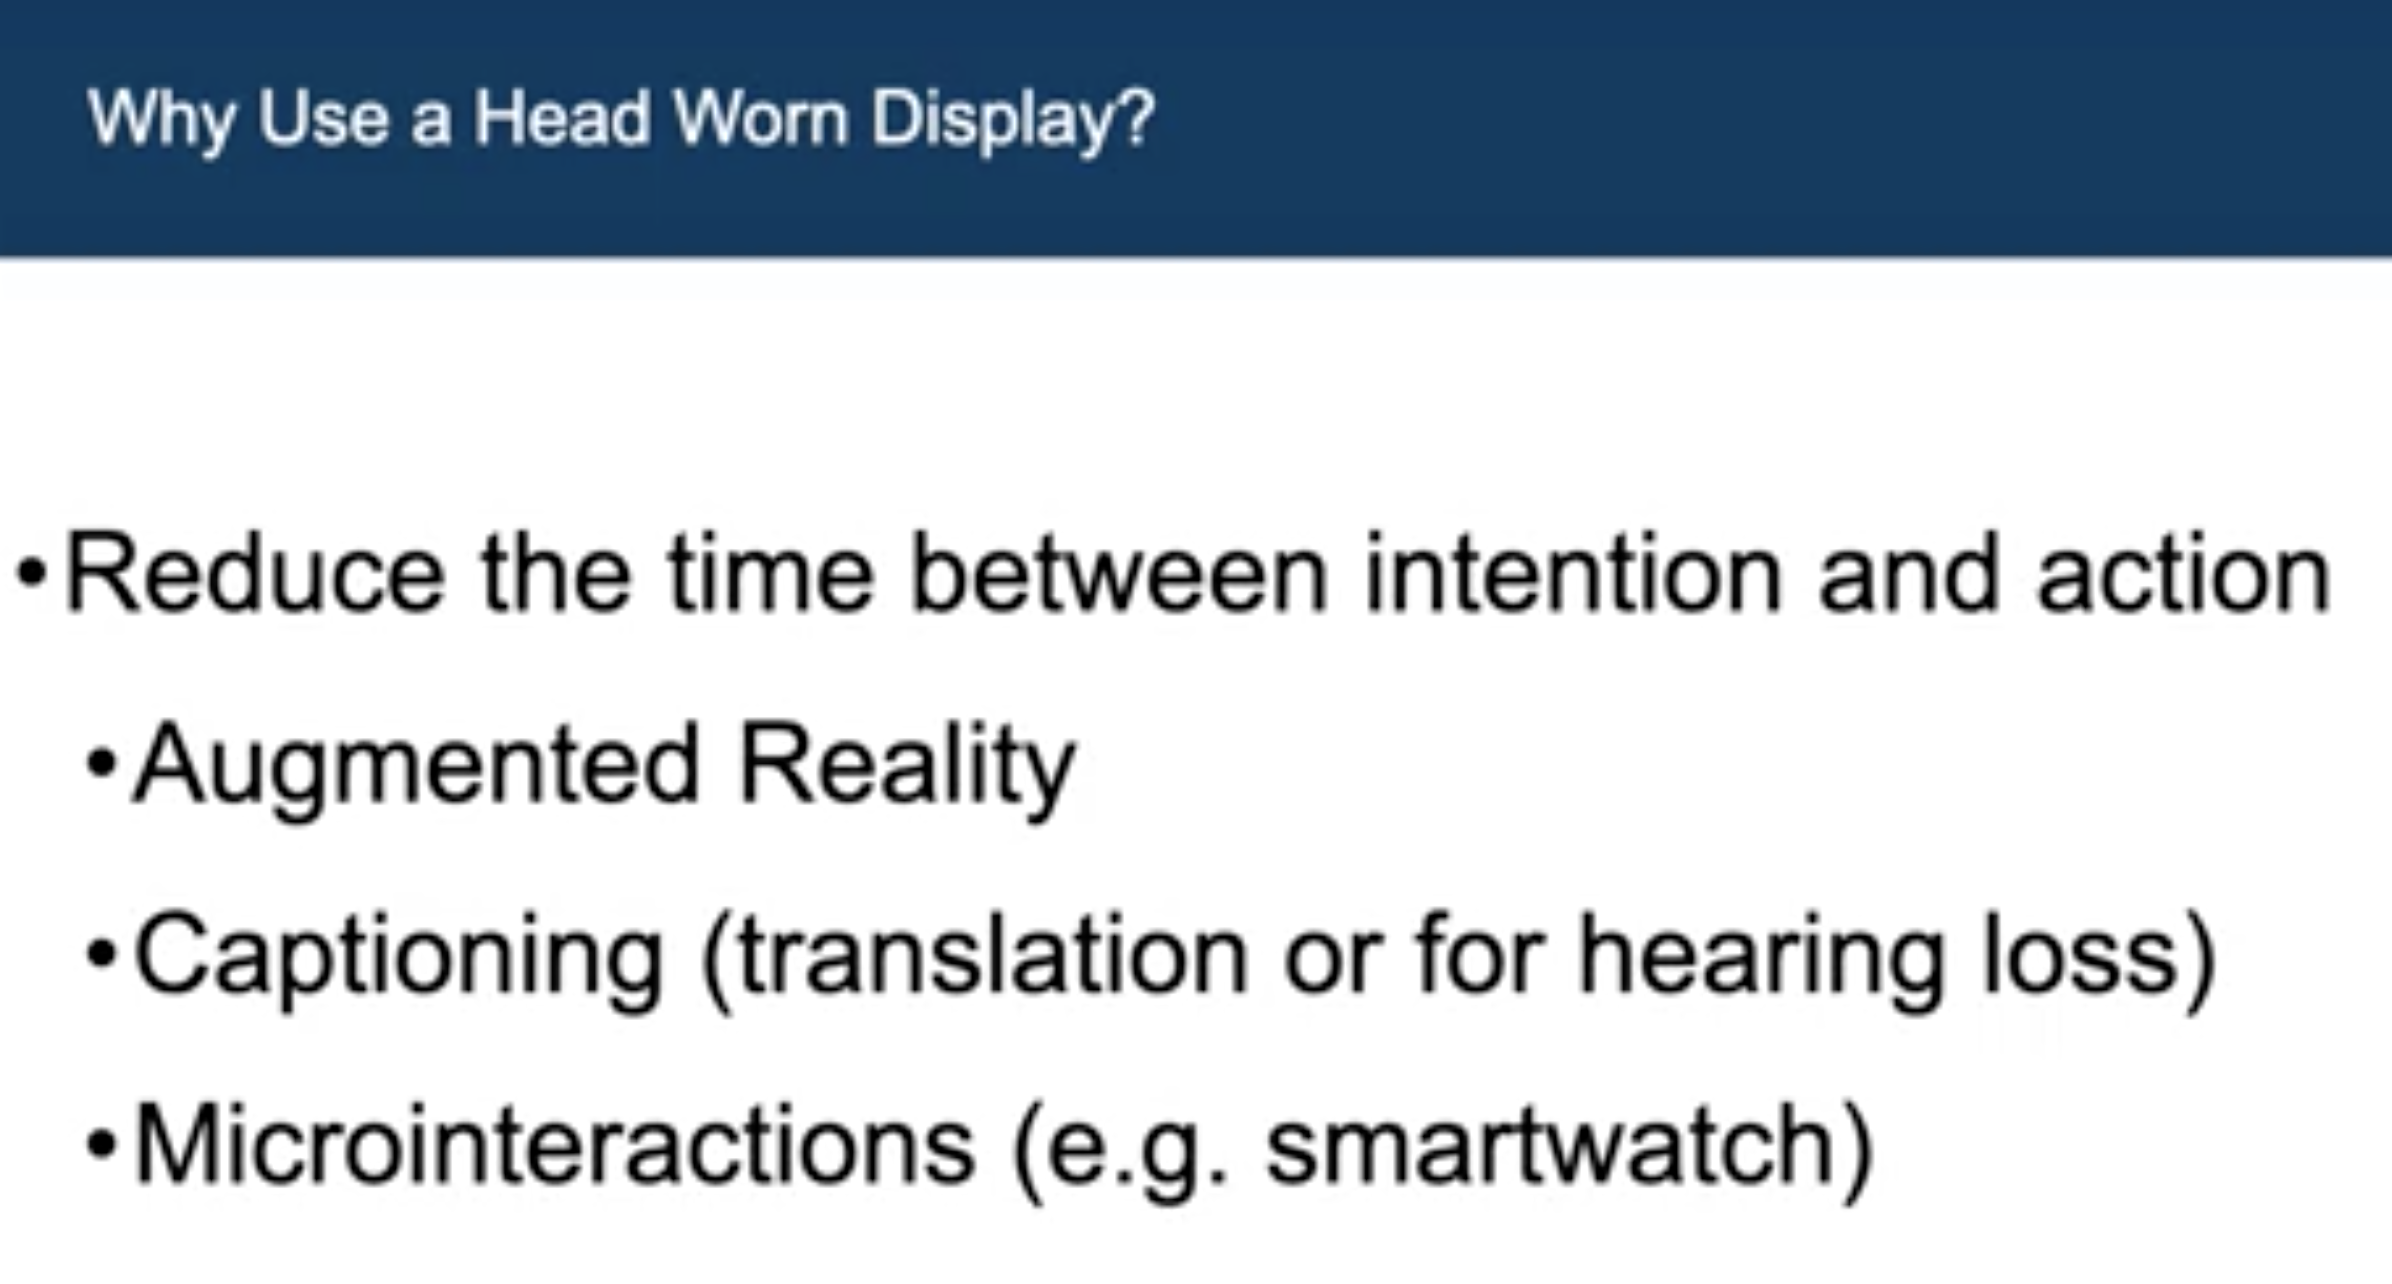 Why Use a Head Worn Display?
•Reduce the time between intention and action
•Augmented Reality
•Captioning (translation or for hearing loss)
•Microinteractions (e.g. smartwatch)